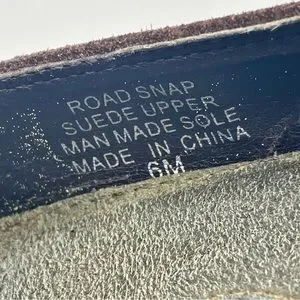 ROAD SNAP
SUEDE UPPER
MAN MADE SOLE
MADE IN CHINA
6M